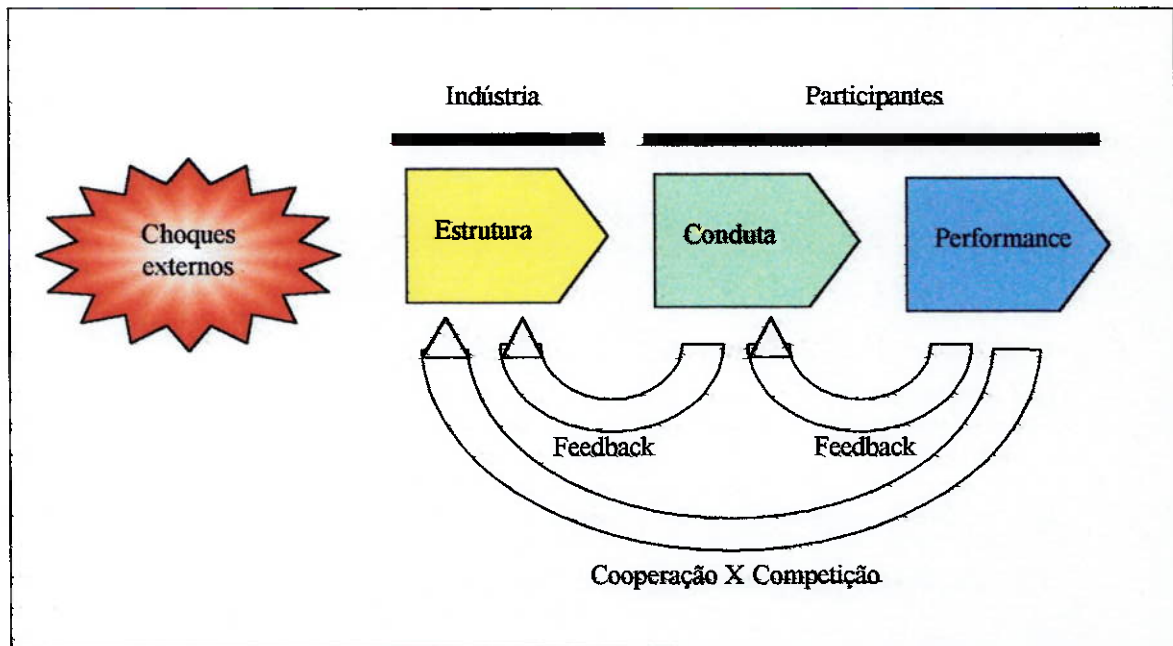 Indústria
Participantes
Choques
externos
Estrutura
Conduta
Performance
Feedback
Feedback
Cooperação X Competição